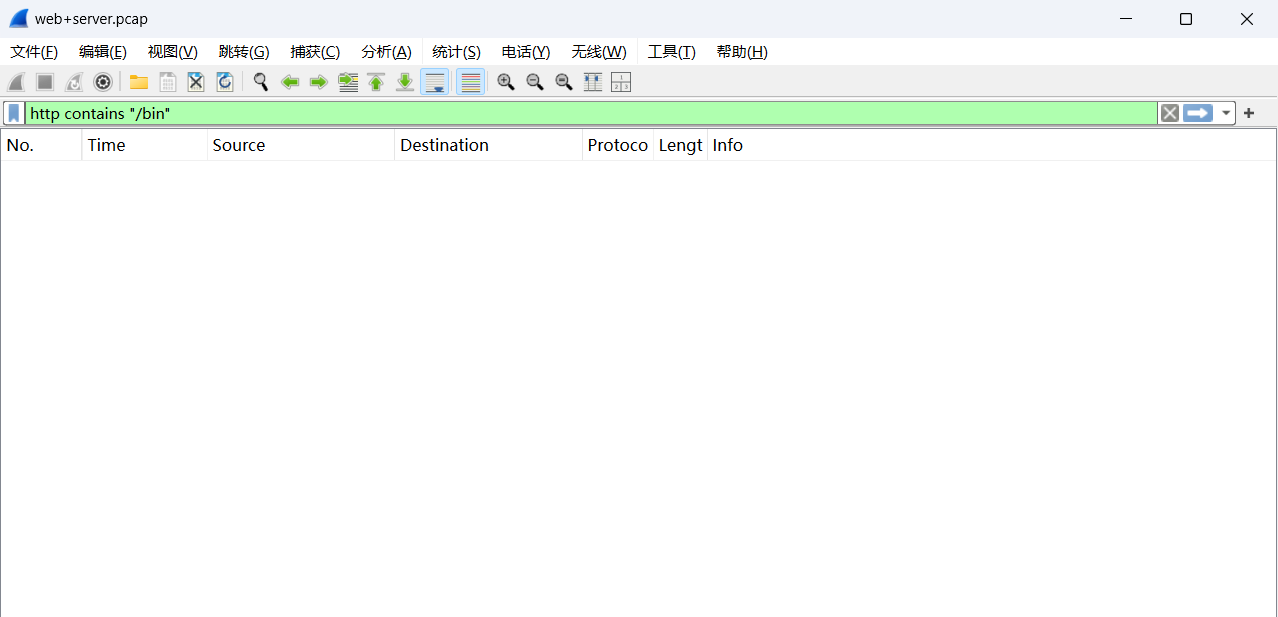 web+server.pcap
文件(F) 编辑(E) 视图(V) 跳转(G) 捕获(C) 分析(A) 统计(S) 电话(Y) 无线(W) 工具(T) 帮助(H)
http contains "/bin"
No. Time Source Destination Protoco Lengt Info